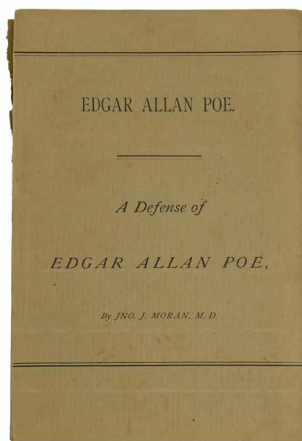 EDGAR ALLAN POE.
A Defense of
EDGAR ALLAN POE,
By JNO. J. MORAN, M. D.